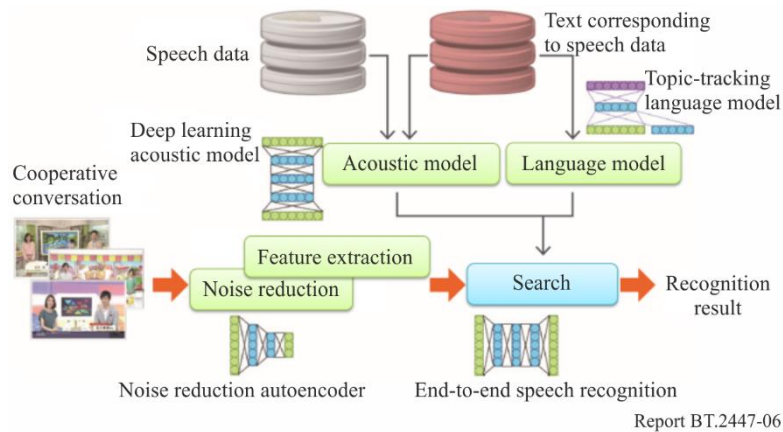 Speech data
Text corresponding
to speech data
Topic-tracking
language model
Deep learning
acoustic model
Acoustic model
Language model
Cooperative
conversation
Feature extraction
Noise reduction
Search
Recognition
result
Noise reduction autoencoder
End-to-end speech recognition
Report BT.2447-06